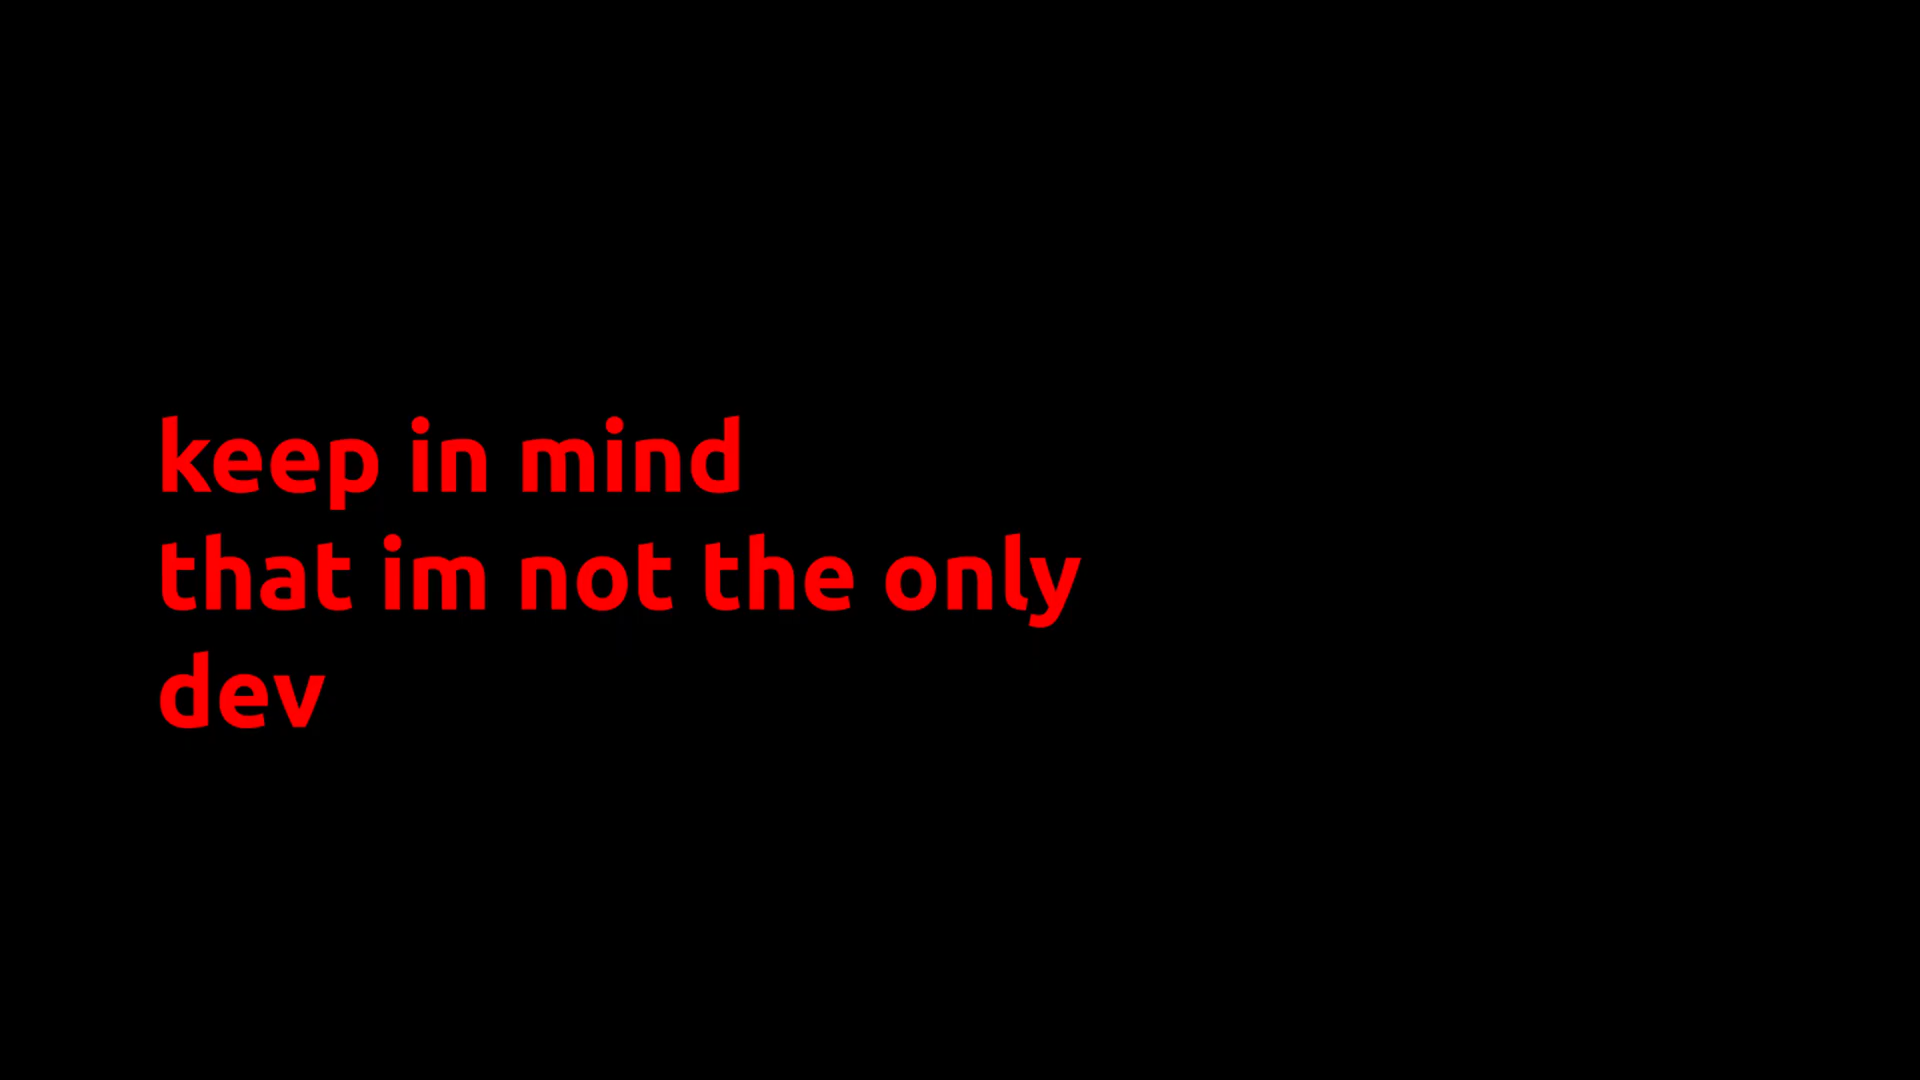 keep in mind
that im not the only
dev